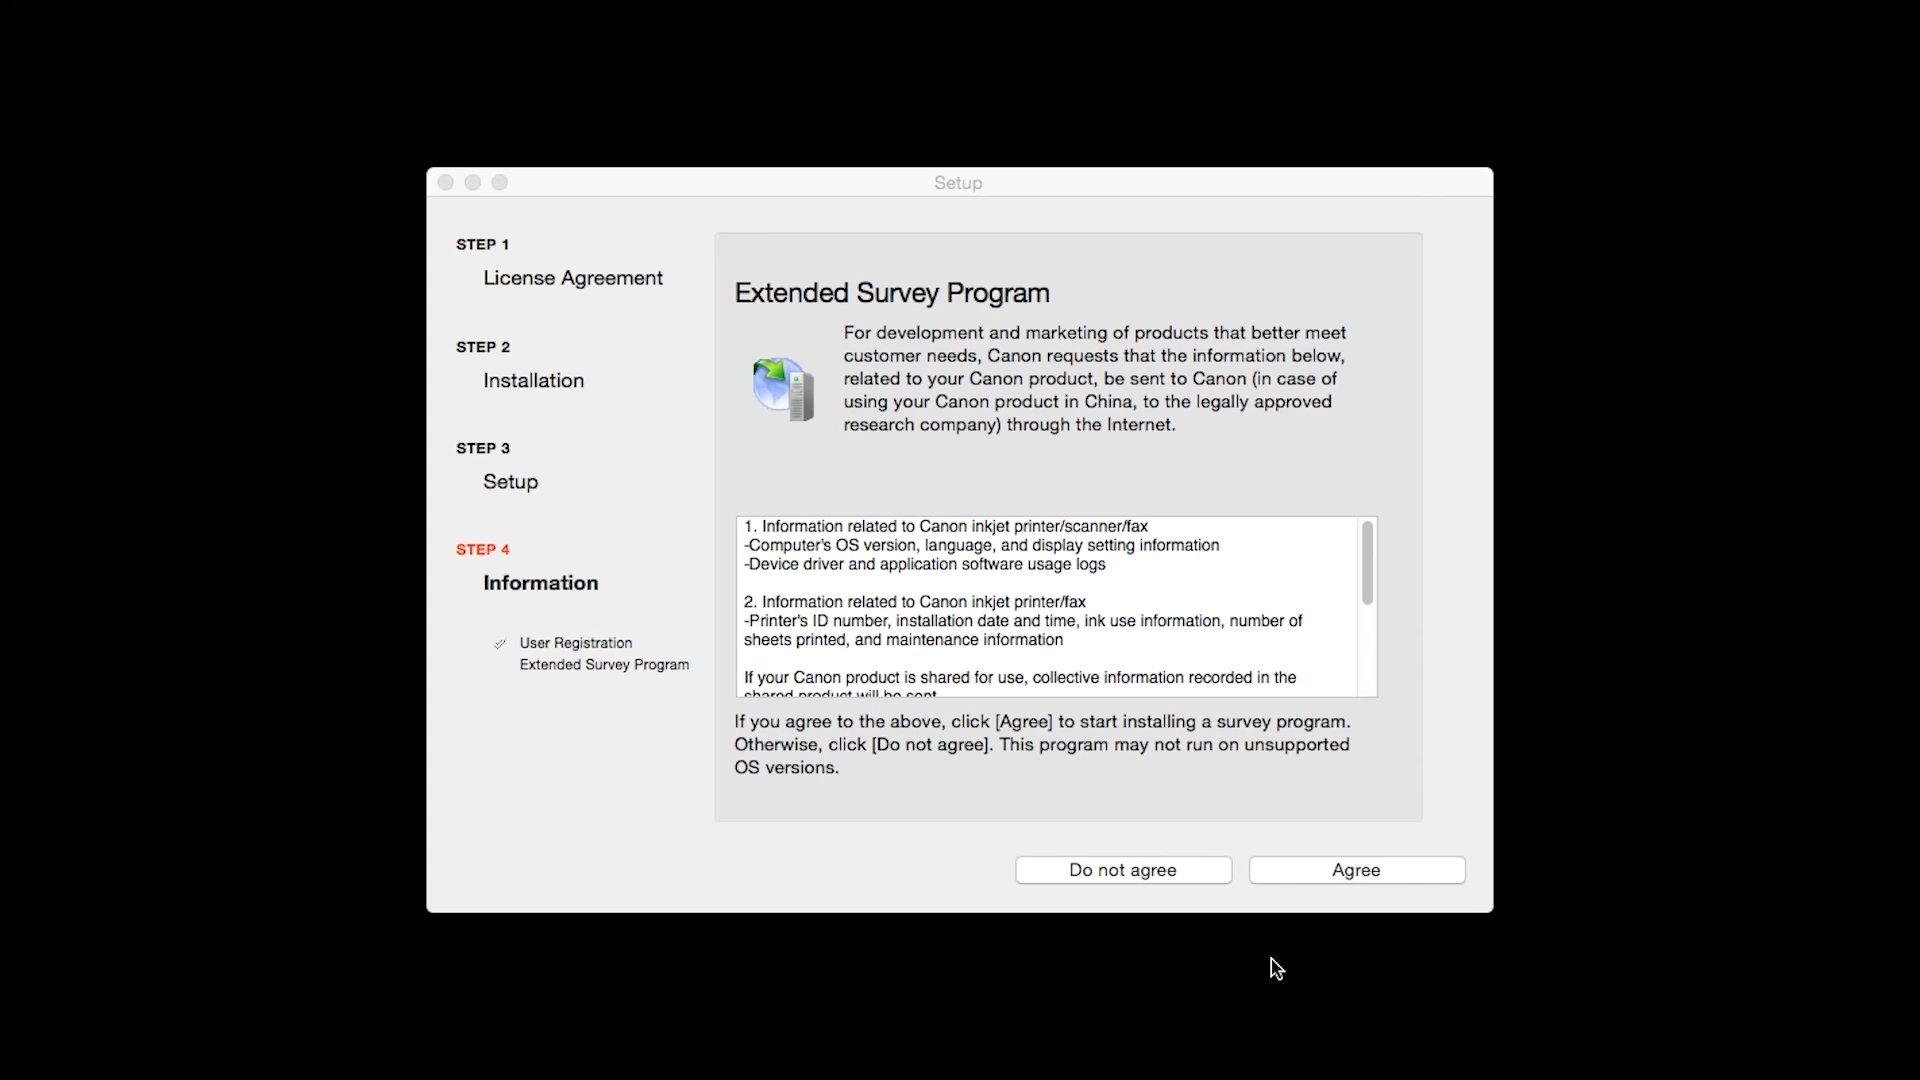 Setup
STEP 1
License Agreement
STEP 2
Installation
STEP 3
Setup
STEP 4
Information
User Registration
Extended Survey Program
Extended Survey Program
For development and marketing of products that better meet
customer needs, Canon requests that the information below,
related to your Canon product, be sent to Canon (in case of
using your Canon product in China, to the legally approved
research company) through the Internet.
1. Information related to Canon inkjet printer/scanner/fax
-Computer's OS version, language, and display setting information
-Device driver and application software usage logs
2. Information related to Canon inkjet printer/fax
-Printer's ID number, installation date and time, ink use information, number of
sheets printed, and maintenance information
If your Canon product is shared for use, collective information recorded in the
shared product will be sent.
If you agree to the above, click [Agree] to start installing a survey program.
Otherwise, click [Do not agree]. This program may not run on unsupported
OS versions.
Do not agree
Agree